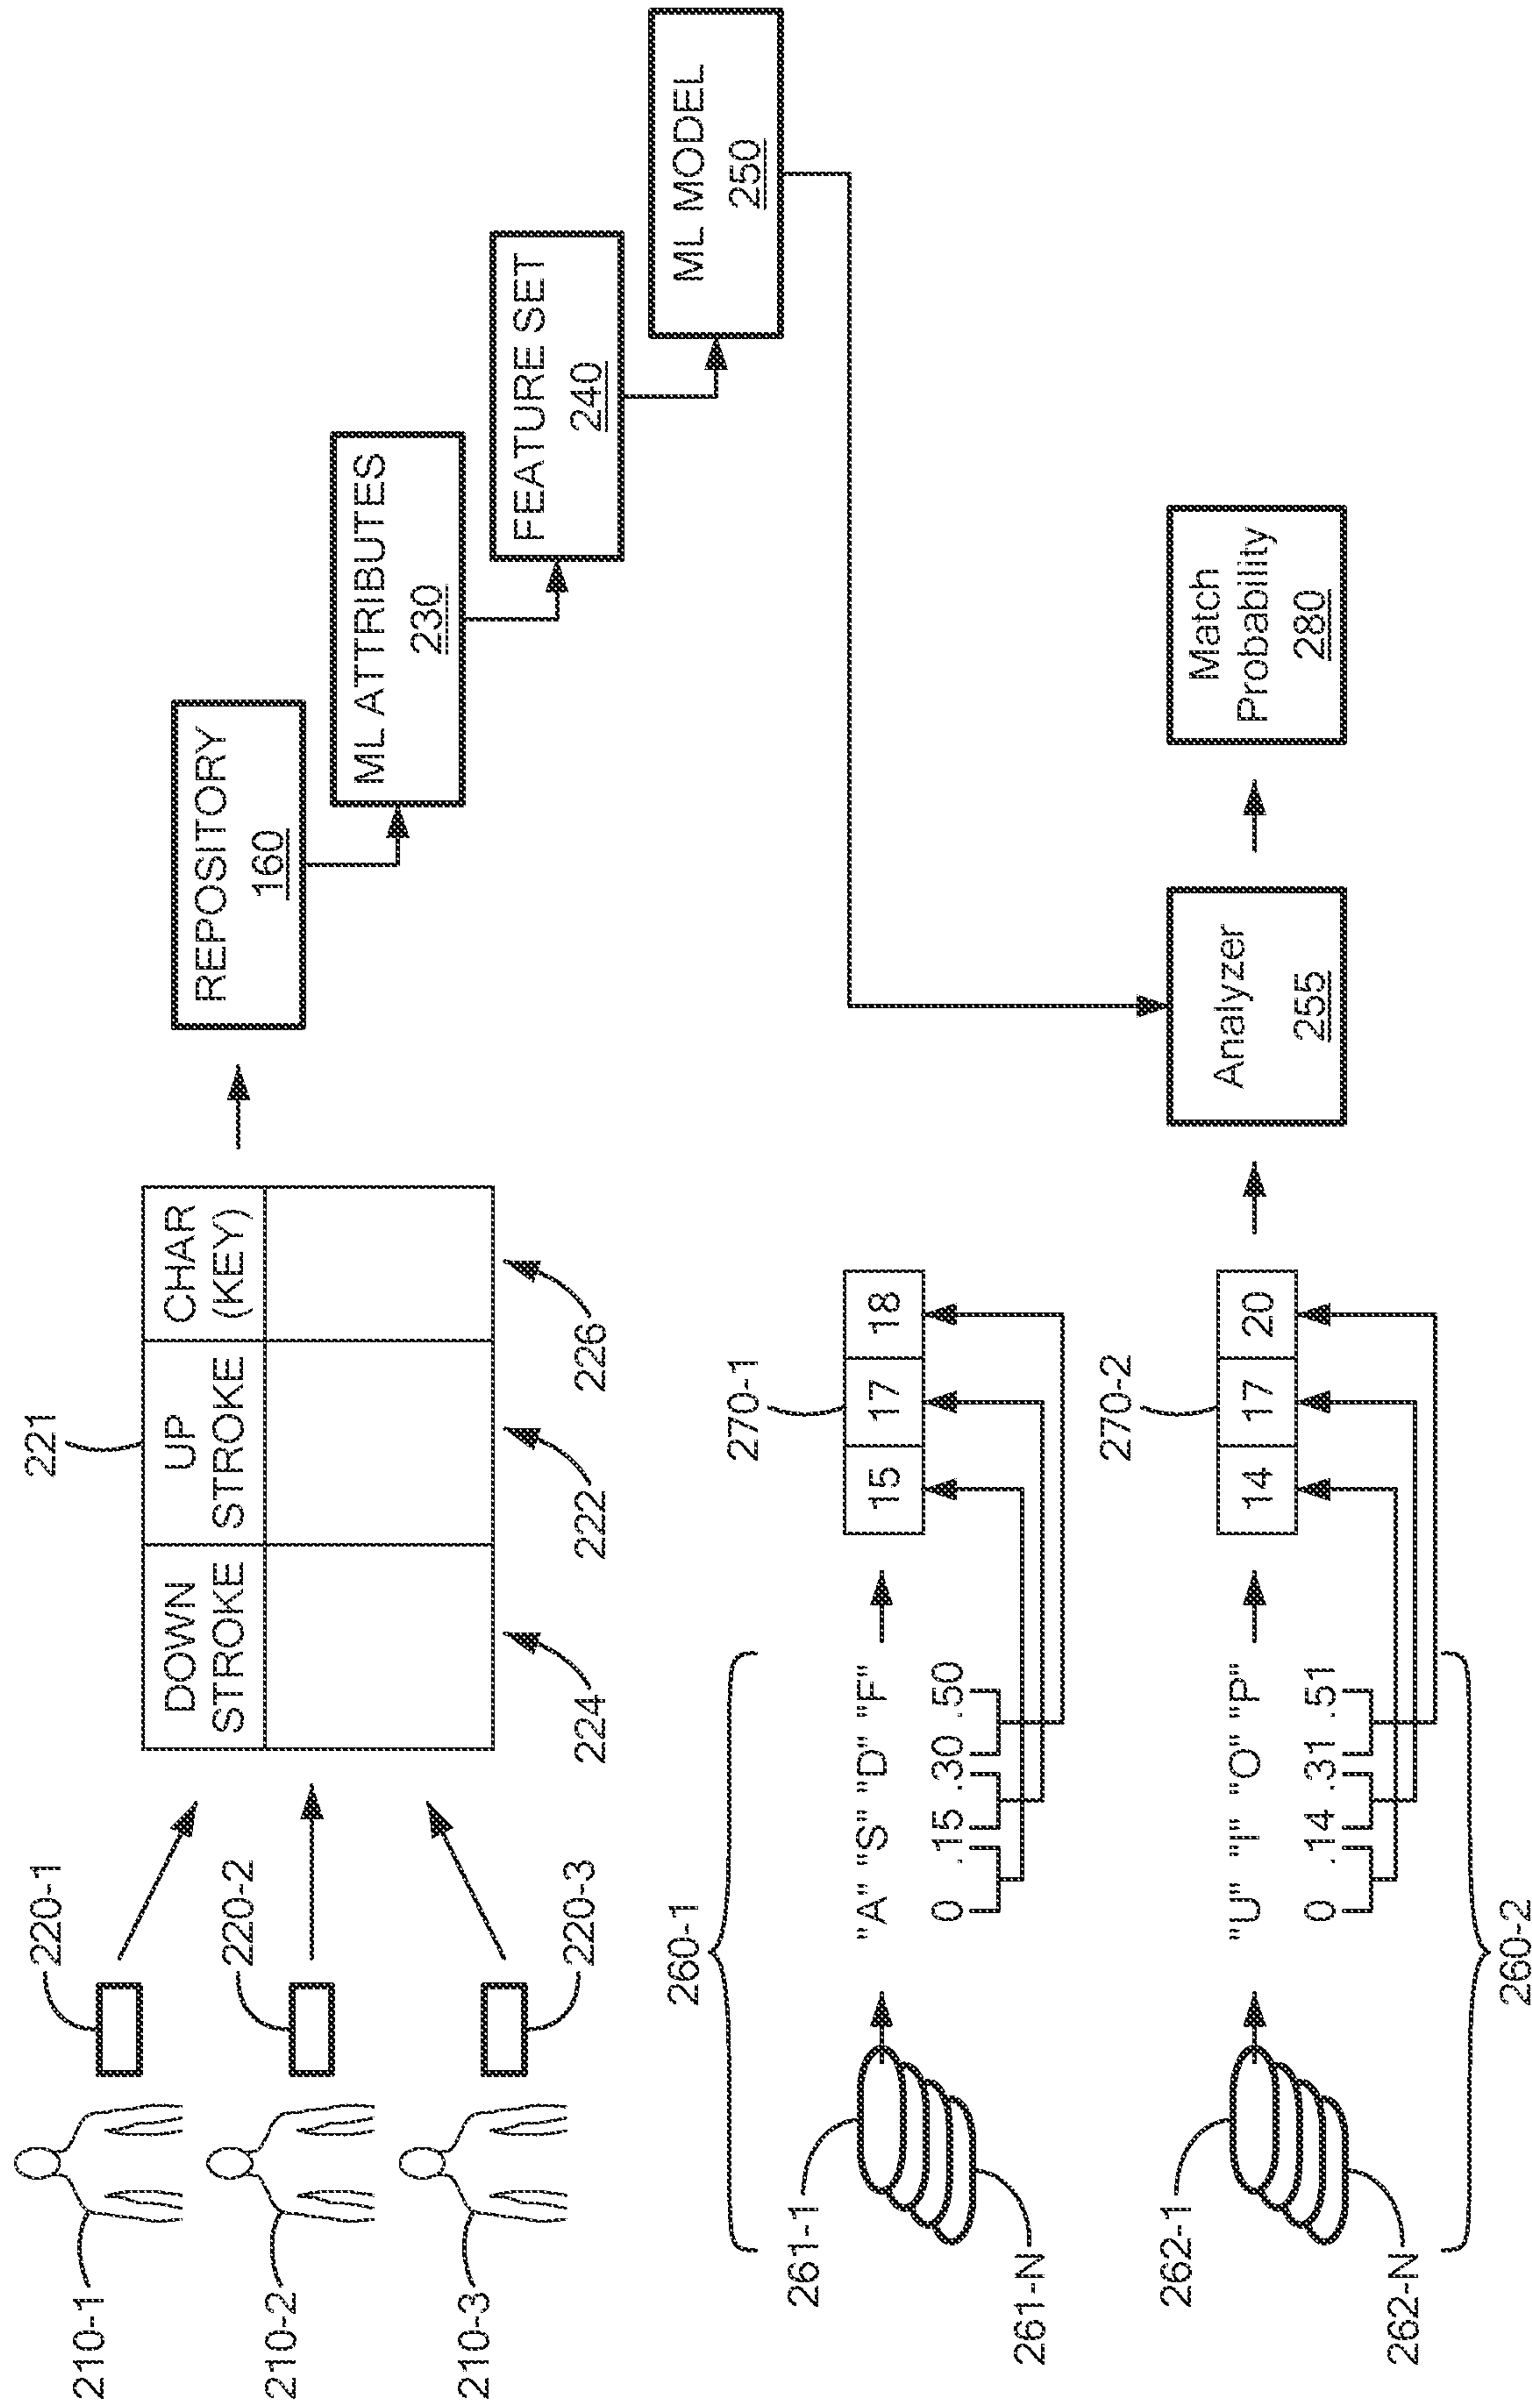 221
DOWN STROKE
UP STROKE
CHAR (KEY)
224
222
226
210-1
220-1
210-2
220-2
210-3
220-3
REPOSITORY
160
ML ATTRIBUTES
230
FEATURE SET
240
ML MODEL
250
260-1
261-1
261-N
"A" "S" "D" "F"
0 .15 .30 .50
270-1
15 17 18
262-1
262-N
"U" "I" "O" "P"
0 .14 .31 .51
270-2
14 17 20
260-2
Analyzer
255
Match
Probability
280